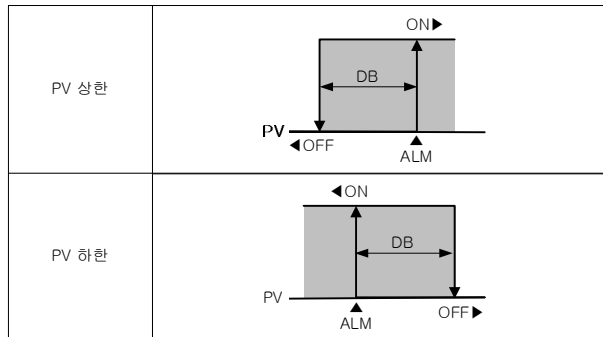 PV 상한
ON▶
DB
PV
◀OFF
ALM
PV 하한
◀ON
DB
PV
ALM
OFF▶